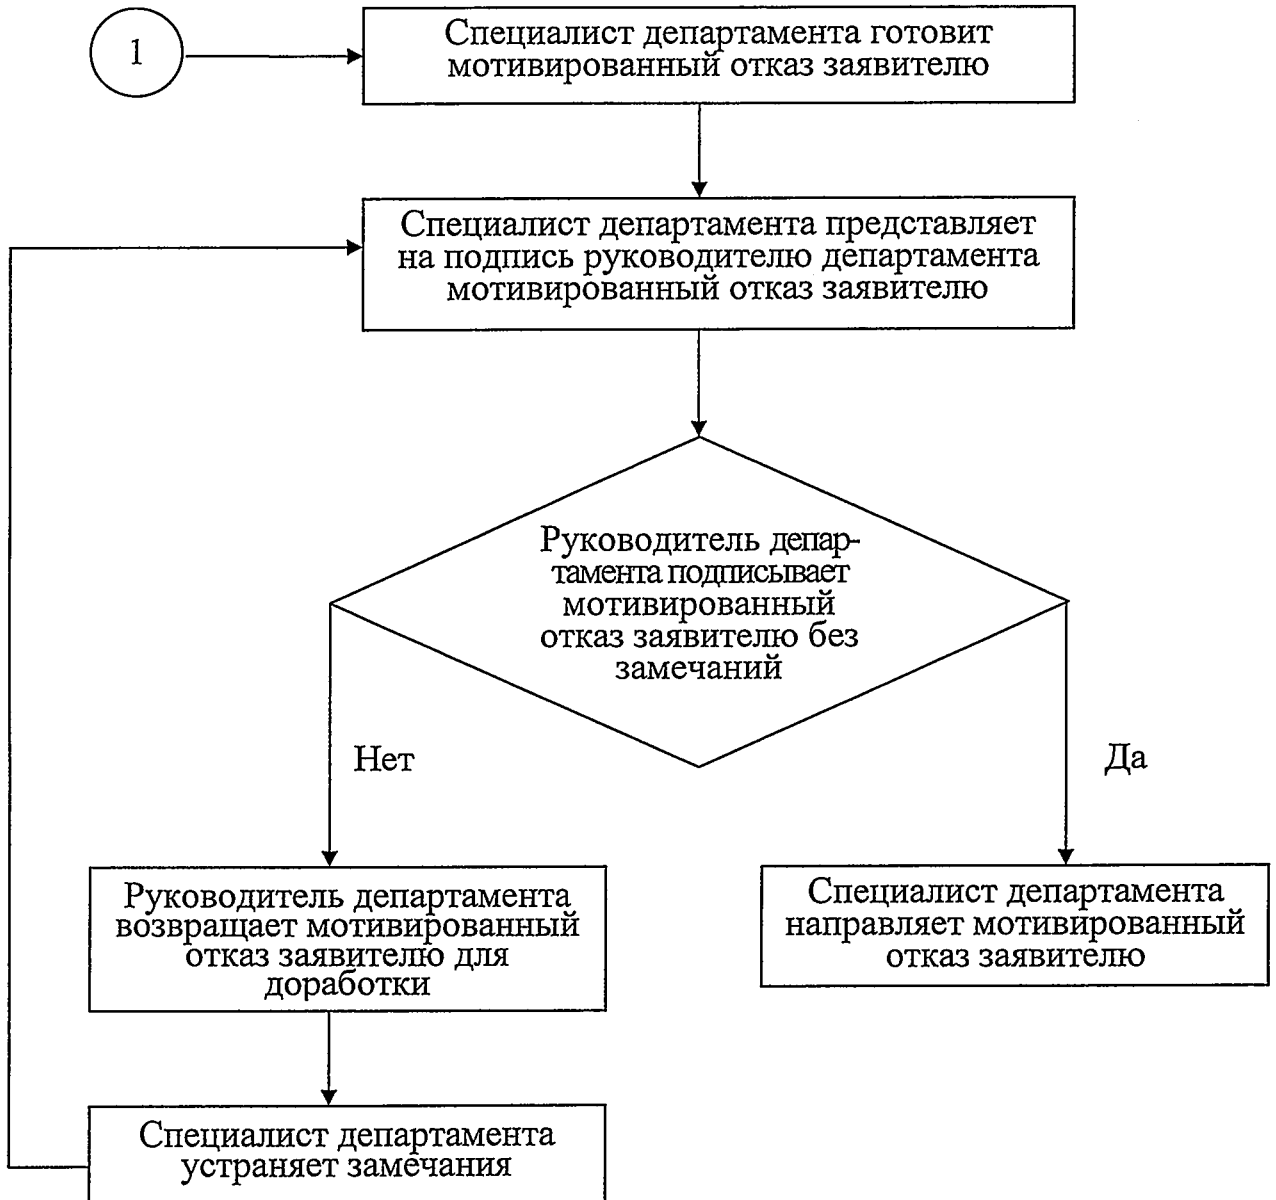 1
Специалист департамента готовит
мотивированный отказ заявителю
Специалист департамента представляет
на подпись руководителю департамента
мотивированный отказ заявителю
Руководитель депар-
тамента подписывает
мотивированный
отказ заявителю без
замечаний
Нет
Да
Руководитель департамента
возвращает мотивированный
отказ заявителю для
доработки
Специалист департамента
направляет мотивированный
отказ заявителю
Специалист департамента
устраняет замечания